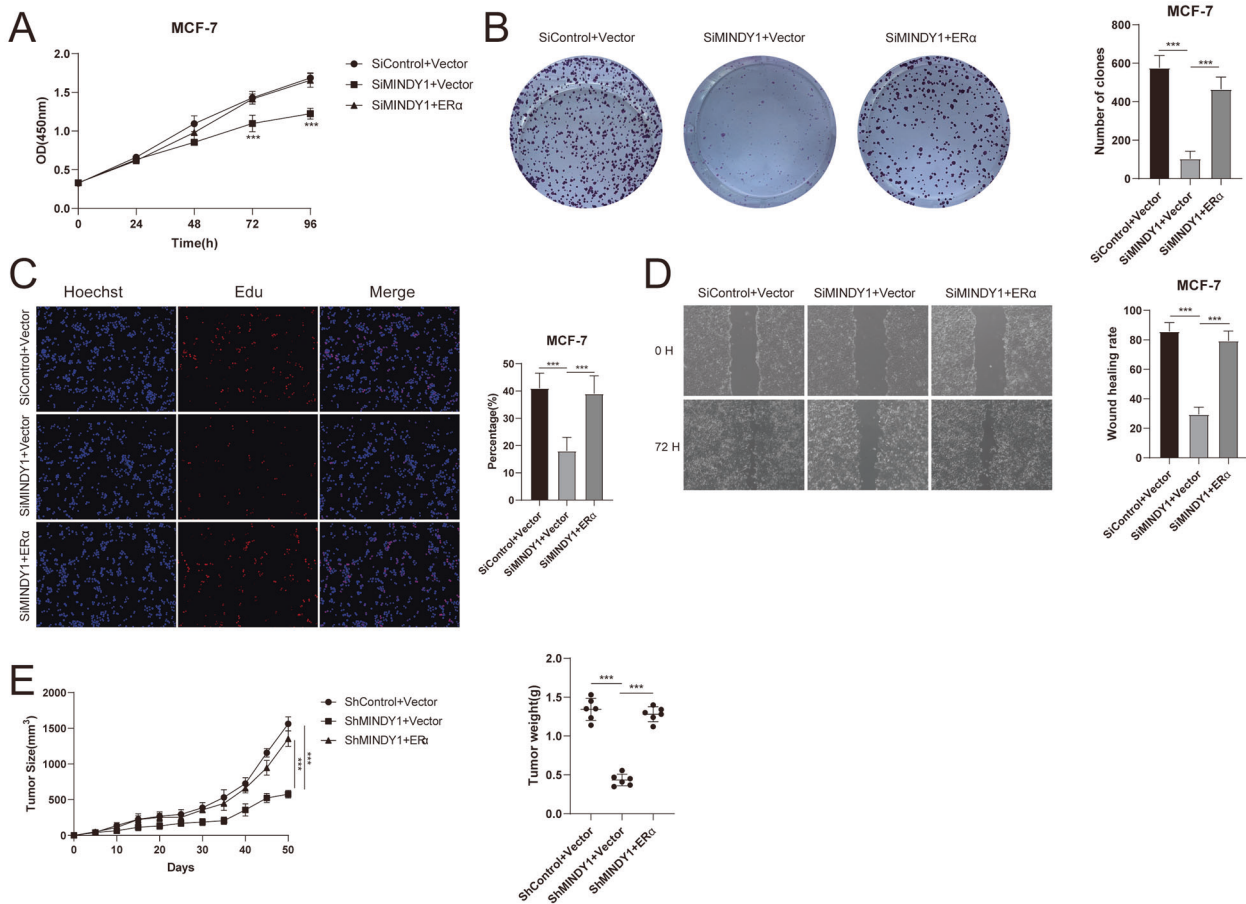 A
MCF-7
OD(450nm)
2.0
1.5
1.0
0.5
0.0
0
24
48
72
96
Time(h)
***
***
SiControl+Vector
SiMINDY1+Vector
SiMINDY1+ERα
B
SiControl+Vector
SiMINDY1+Vector
SiMINDY1+ERα
MCF-7
Number of clones
800
600
400
200
0
***
***
SiControl+Vector
SiMINDY1+Vector
SiMINDY1+ERα
C
Hoechst
Edu
Merge
SiControl+Vector
SiMINDY1+Vector
SiMINDY1+ERα
MCF-7
Percentage(%)
50
40
30
20
10
0
***
***
SiControl+Vector
SiMINDY1+Vector
SiMINDY1+ERα
D
SiControl+Vector
SiMINDY1+Vector
SiMINDY1+ERα
0 H
72 H
MCF-7
Wound healing rate
100
80
60
40
20
0
***
***
SiControl+Vector
SiMINDY1+Vector
SiMINDY1+ERα
E
Tumor Size(mm³)
2000
1500
1000
500
0
0
10
20
30
40
50
Days
***
***
ShControl+Vector
ShMINDY1+Vector
ShMINDY1+ERα
Tumor weight(g)
2.0
1.5
1.0
0.5
0.0
***
***
ShControl+Vector
ShMINDY1+Vector
ShMINDY1+ERα